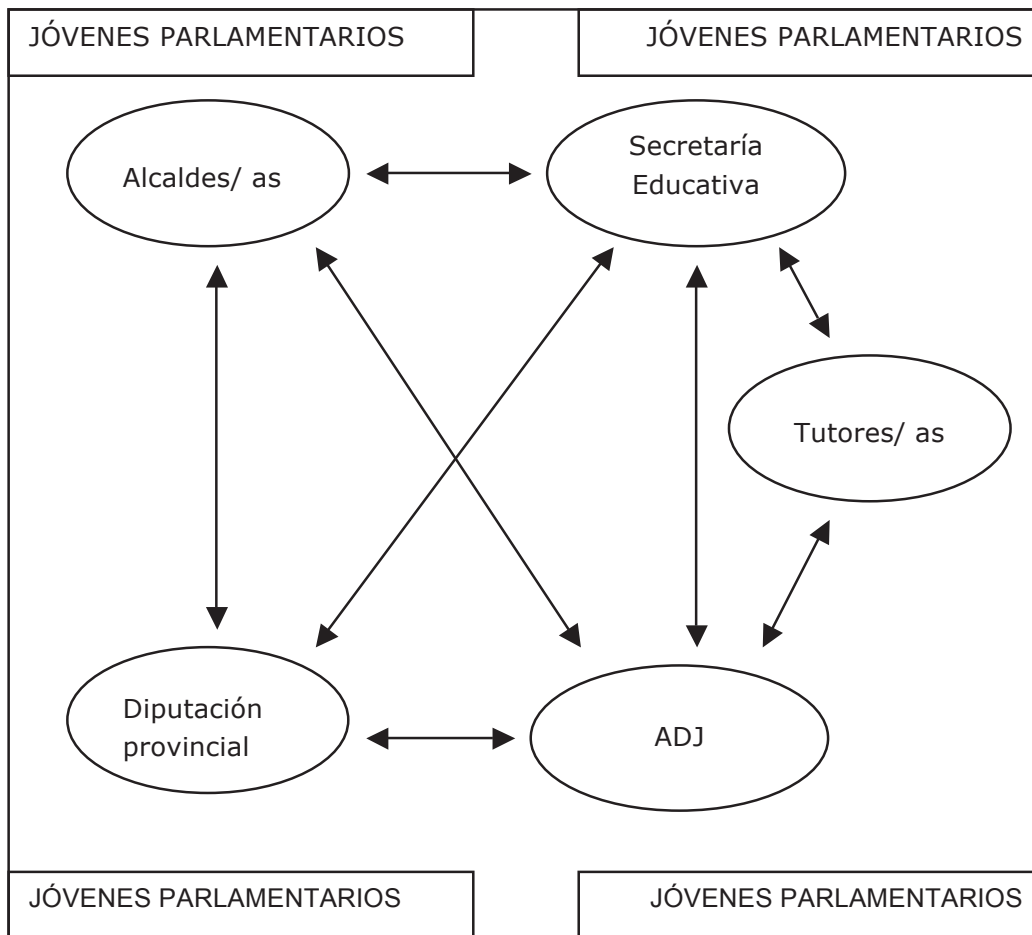 JÓVENES PARLAMENTARIOS
JÓVENES PARLAMENTARIOS
Alcaldes/ as
Secretaría
Educativa
Tutores/ as
Diputación
provincial
ADJ
JÓVENES PARLAMENTARIOS
JÓVENES PARLAMENTARIOS